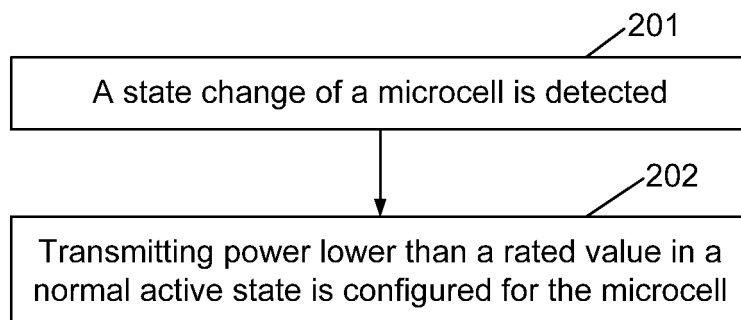 201
A state change of a microcell is detected
202
Transmitting power lower than a rated value in a
normal active state is configured for the microcell